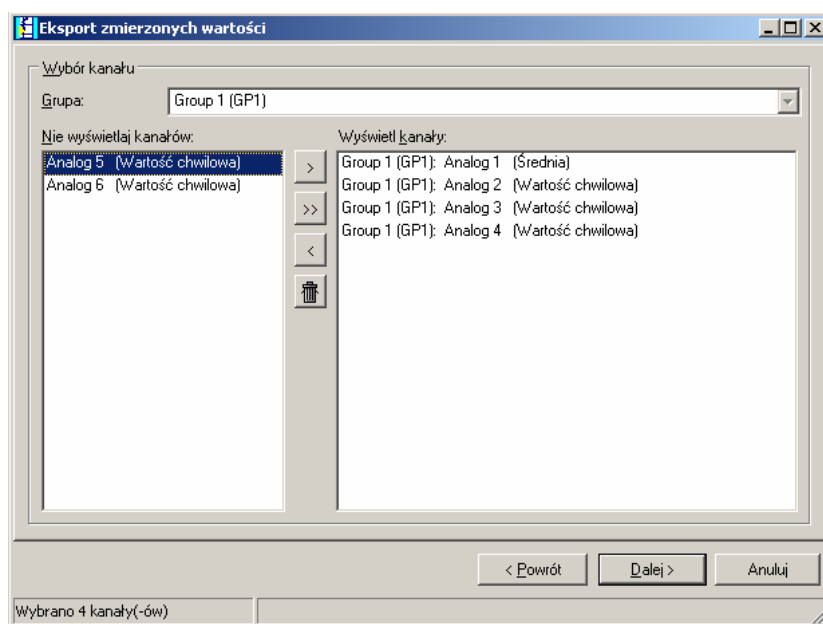 Eksport zmierzonych wartości
Wybór kanału
Grupa: Group 1 (GP1)
Nie wyświetlaj kanałów:
Analog 5 (Wartość chwilowa)
Analog 6 (Wartość chwilowa)
>
>>
<
Wyświetl kanały:
Group 1 (GP1): Analog 1 (Średnia)
Group 1 (GP1): Analog 2 (Wartość chwilowa)
Group 1 (GP1): Analog 3 (Wartość chwilowa)
Group 1 (GP1): Analog 4 (Wartość chwilowa)
< Powrót Dalej > Anuluj
Wybrano 4 kanały(-ów)